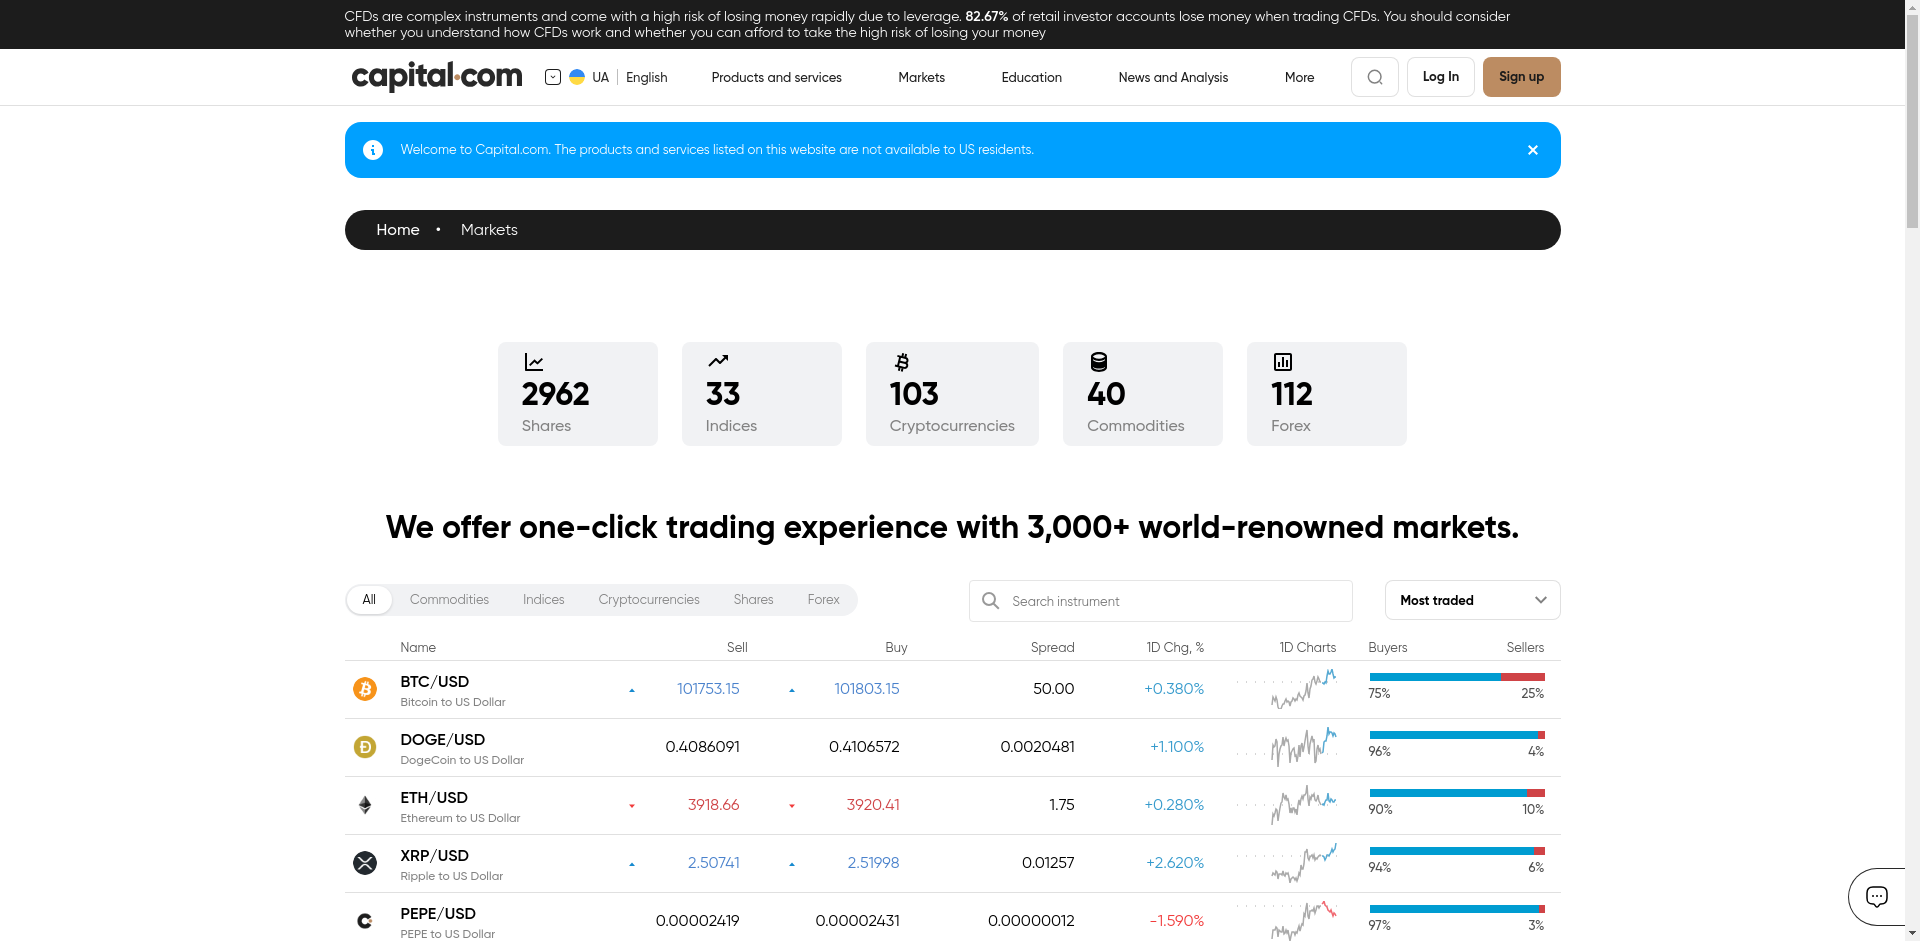 CFDs are complex instruments and come with a high risk of losing money rapidly due to leverage. 82.67% of retail investor accounts lose money when trading CFDs. You should consider
whether you understand how CFDs work and whether you can afford to take the high risk of losing your money
capital.com UA English Products and services Markets Education News and Analysis More Log In Sign up
Welcome to Capital.com. The products and services listed on this website are not available to US residents.
Home • Markets
2962 33 103 40 112
Shares Indices Cryptocurrencies Commodities Forex
We offer one-click trading experience with 3,000+ world-renowned markets.
All Commodities Indices Cryptocurrencies Shares Forex Search instrument Most traded
Name Sell Buy Spread 1D Chg, % 1D Charts Buyers Sellers
BTC/USD 101753.15 101803.15 50.00 +0.380% 75% 25%
Bitcoin to US Dollar
DOGE/USD 0.4086091 0.4106572 0.0020481 +1.100% 96% 4%
DogeCoin to US Dollar
ETH/USD 3918.66 3920.41 1.75 +0.280% 90% 10%
Ethereum to US Dollar
XRP/USD 2.50741 2.51998 0.01257 +2.620% 94% 6%
Ripple to US Dollar
PEPE/USD 0.00002419 0.00002431 0.00000012 -1.590% 97% 3%
PEPE to US Dollar